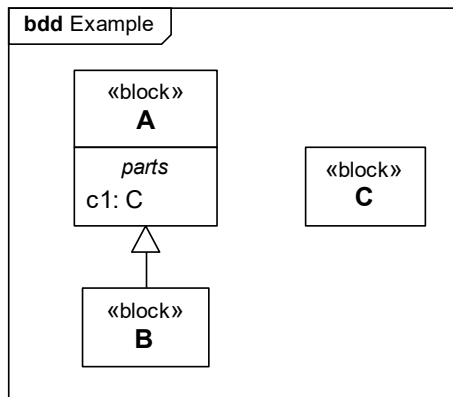 bdd Example
«block»
A
parts
c1: C
«block»
C
«block»
B